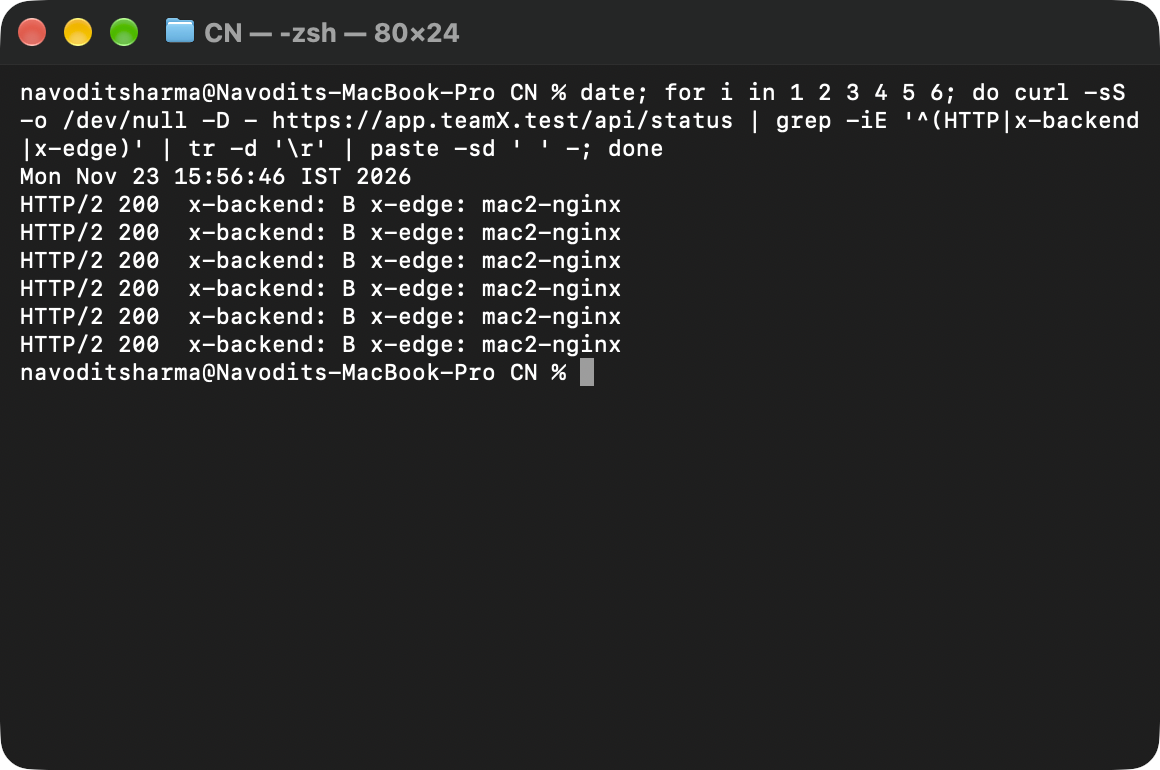 CN — -zsh — 80×24
navoditsharma@Navodits-MacBook-Pro CN % date; for i in 1 2 3 4 5 6; do curl -sS
-o /dev/null -D - https://app.teamX.test/api/status | grep -iE '^(HTTP|x-backend
|x-edge)' | tr -d '\r' | paste -sd ' ' -; done
Mon Nov 23 15:56:46 IST 2026
HTTP/2 200  x-backend: B x-edge: mac2-nginx
HTTP/2 200  x-backend: B x-edge: mac2-nginx
HTTP/2 200  x-backend: B x-edge: mac2-nginx
HTTP/2 200  x-backend: B x-edge: mac2-nginx
HTTP/2 200  x-backend: B x-edge: mac2-nginx
HTTP/2 200  x-backend: B x-edge: mac2-nginx
navoditsharma@Navodits-MacBook-Pro CN %